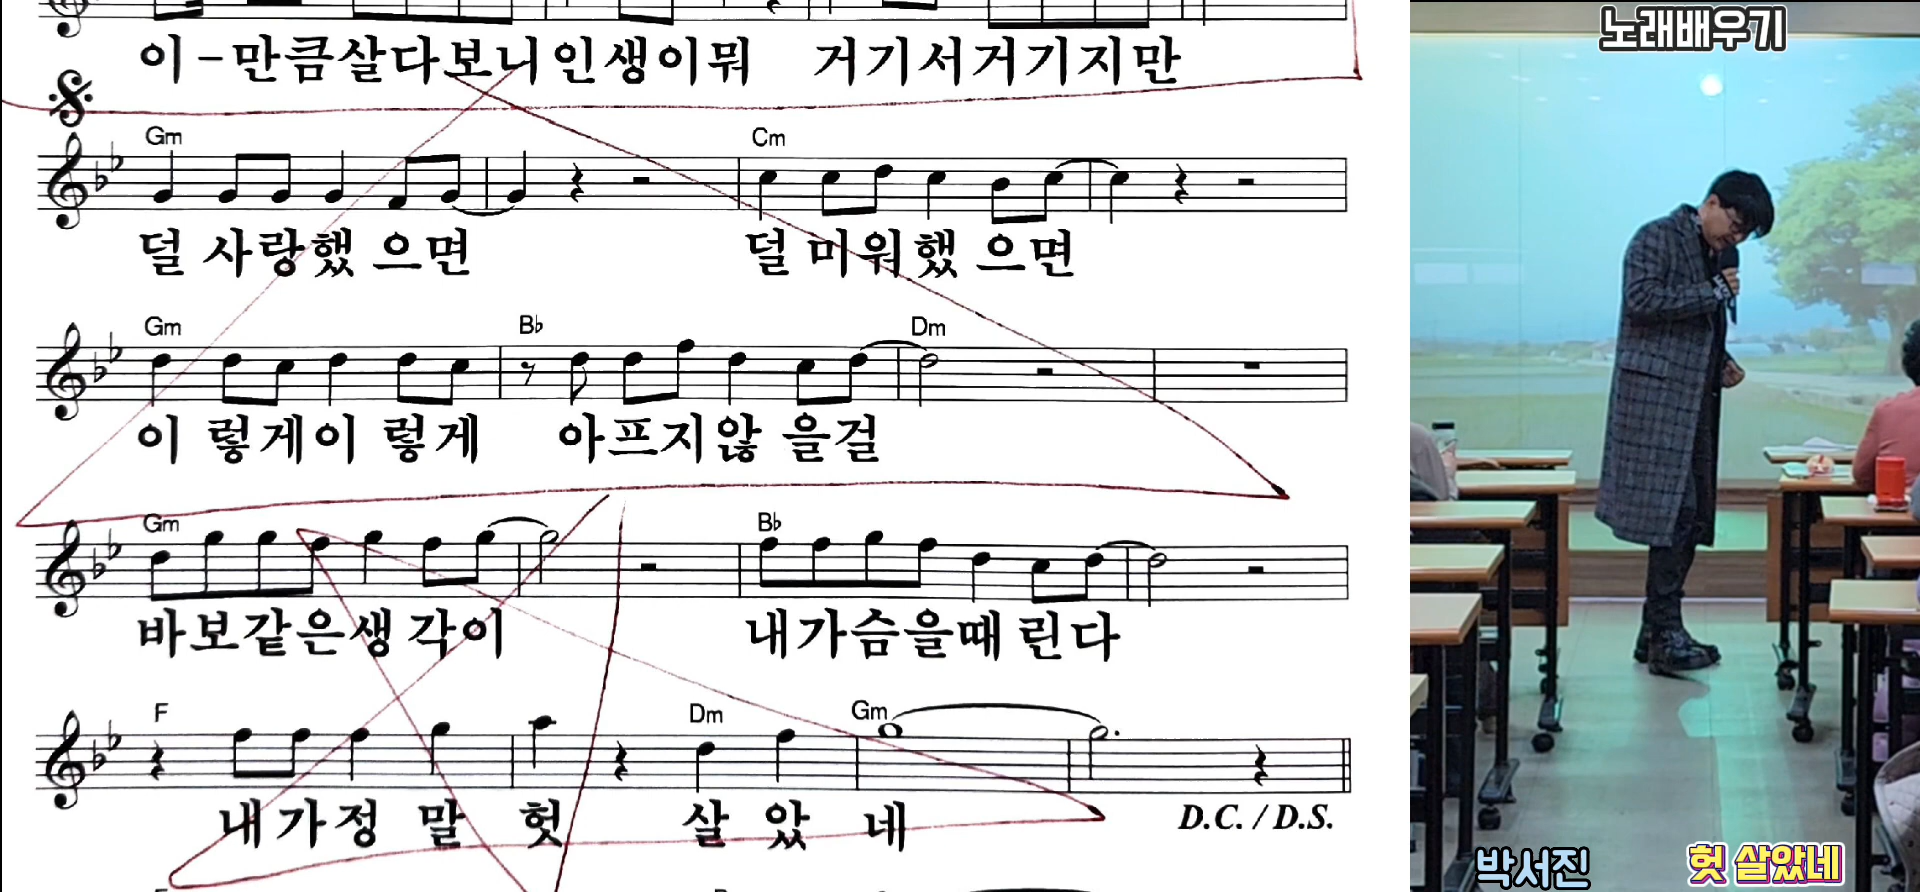 이-만큼살다보니인생이뭐 거기서거기지만
Gm Cm
덜 사랑했 으면 덜 미워했 으면
Gm B♭ Dm
이 렇게이 렇게 아프지않 을걸
Gm B♭
바보같은생 각이 내가슴을때 린다
F Dm Gm
내가정 말 헛 살 았 네 D.C. / D.S.
노래배우기
박서진 헛 살았네